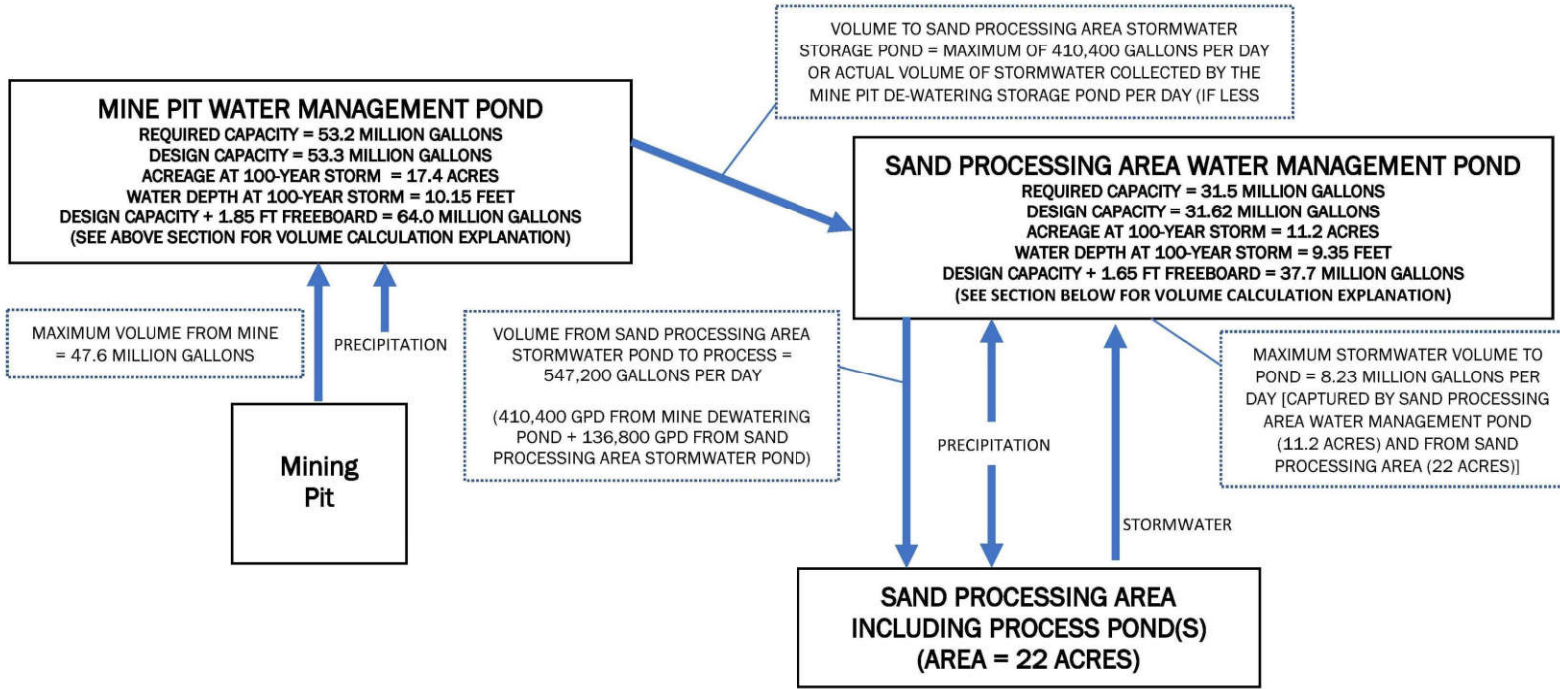 VOLUME TO SAND PROCESSING AREA STORMWATER
STORAGE POND = MAXIMUM OF 410,400 GALLONS PER DAY
OR ACTUAL VOLUME OF STORMWATER COLLECTED BY THE
MINE PIT DE-WATERING STORAGE POND PER DAY (IF LESS
MINE PIT WATER MANAGEMENT POND
REQUIRED CAPACITY = 53.2 MILLION GALLONS
DESIGN CAPACITY = 53.3 MILLION GALLONS
ACREAGE AT 100-YEAR STORM = 17.4 ACRES
WATER DEPTH AT 100-YEAR STORM = 10.15 FEET
DESIGN CAPACITY + 1.85 FT FREEBOARD = 64.0 MILLION GALLONS
(SEE ABOVE SECTION FOR VOLUME CALCULATION EXPLANATION)
SAND PROCESSING AREA WATER MANAGEMENT POND
REQUIRED CAPACITY = 31.5 MILLION GALLONS
DESIGN CAPACITY = 31.62 MILLION GALLONS
ACREAGE AT 100-YEAR STORM = 11.2 ACRES
WATER DEPTH AT 100-YEAR STORM = 9.35 FEET
DESIGN CAPACITY + 1.65 FT FREEBOARD = 37.7 MILLION GALLONS
(SEE SECTION BELOW FOR VOLUME CALCULATION EXPLANATION)
MAXIMUM VOLUME FROM MINE
= 47.6 MILLION GALLONS
PRECIPITATION
VOLUME FROM SAND PROCESSING AREA
STORMWATER POND TO PROCESS =
547,200 GALLONS PER DAY
(410,400 GPD FROM MINE DEWATERING
POND + 136,800 GPD FROM SAND
PROCESSING AREA STORMWATER POND)
PRECIPITATION
MAXIMUM STORMWATER VOLUME TO
POND = 8.23 MILLION GALLONS PER
DAY [CAPTURED BY SAND PROCESSING
AREA WATER MANAGEMENT POND
(11.2 ACRES) AND FROM SAND
PROCESSING AREA (22 ACRES)]
STORMWATER
Mining
Pit
SAND PROCESSING AREA
INCLUDING PROCESS POND(S)
(AREA = 22 ACRES)